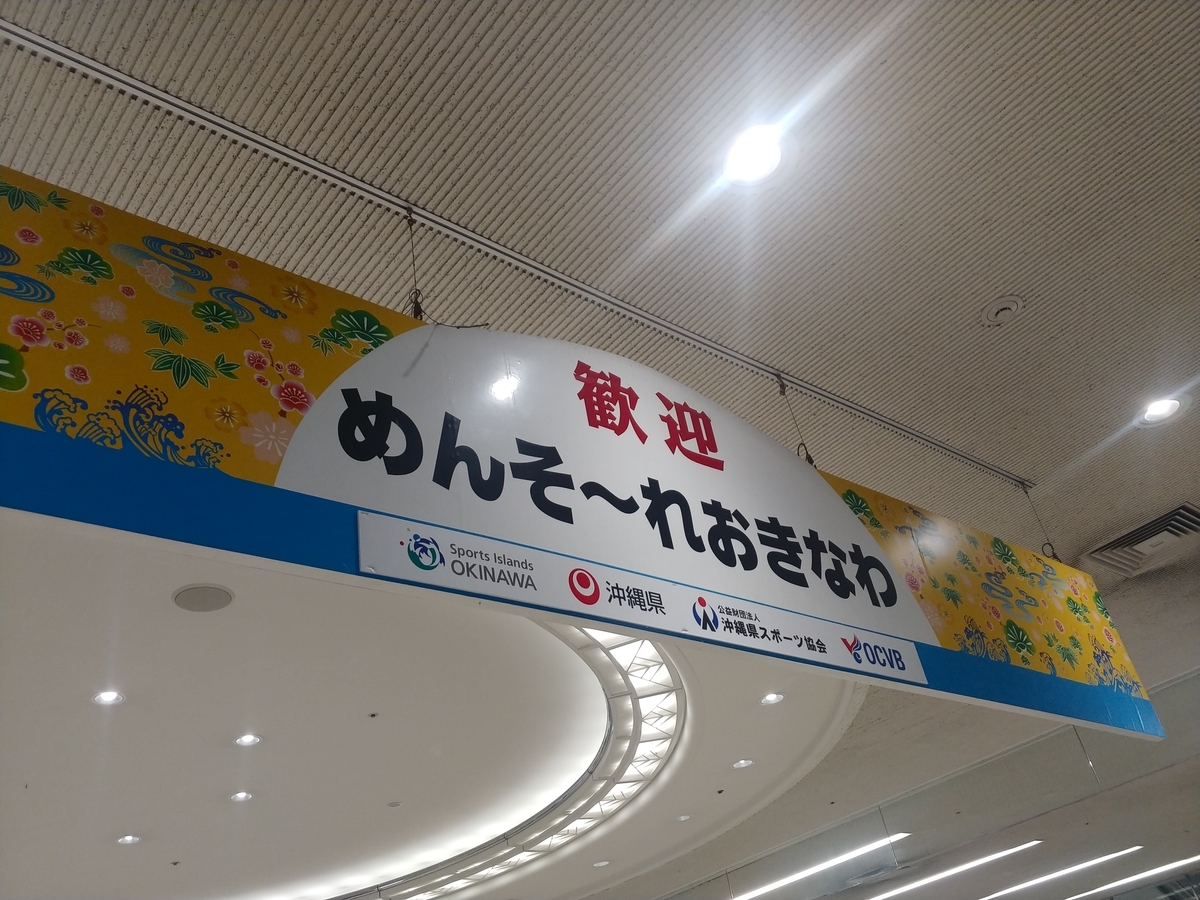 歓迎
めんそ～れおきなわ
Sports Islands
OKINAWA
沖縄県
公益財団法人
沖縄県スポーツ協会
OCVB